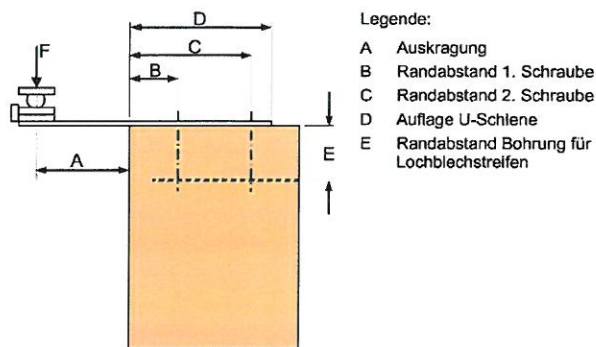 D
C
B
F
A
E
Legende:
A Auskragung
B Randabstand 1. Schraube
C Randabstand 2. Schraube
D Auflage U-Schiene
E Randabstand Bohrung für
Lochblechstreifen